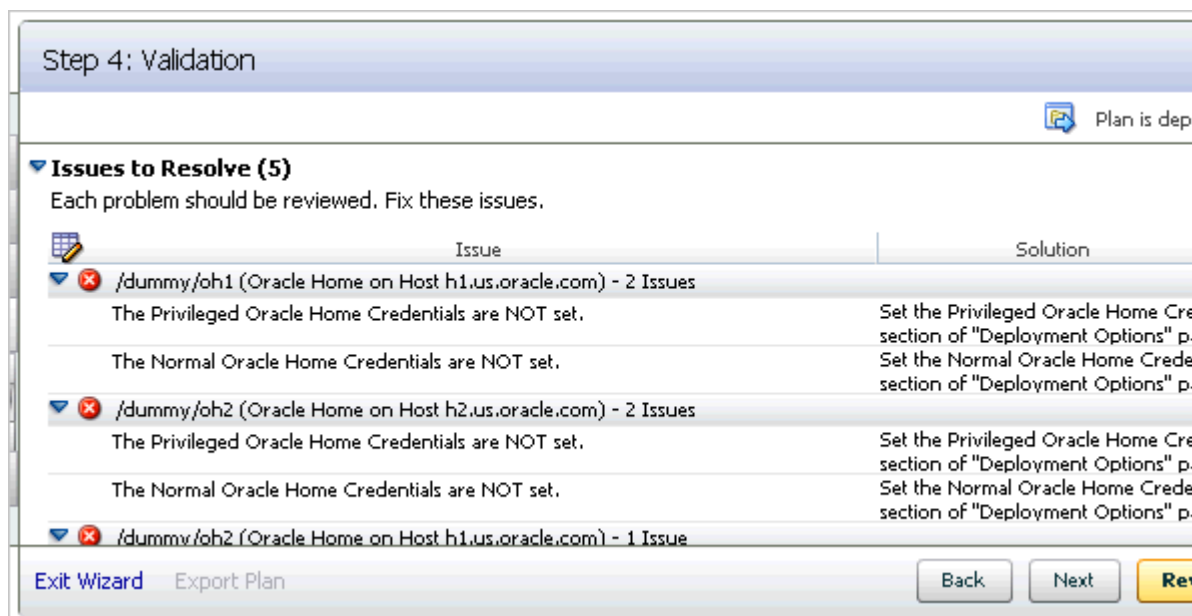 Step 4: Validation
Plan is dep
Issues to Resolve (5)
Each problem should be reviewed. Fix these issues.
Issue Solution
/dummy/oh1 (Oracle Home on Host h1.us.oracle.com) - 2 Issues
The Privileged Oracle Home Credentials are NOT set. Set the Privileged Oracle Home Cre
section of "Deployment Options" p
The Normal Oracle Home Credentials are NOT set. Set the Normal Oracle Home Crede
section of "Deployment Options" p
/dummy/oh2 (Oracle Home on Host h2.us.oracle.com) - 2 Issues
The Privileged Oracle Home Credentials are NOT set. Set the Privileged Oracle Home Cre
section of "Deployment Options" p
The Normal Oracle Home Credentials are NOT set. Set the Normal Oracle Home Crede
section of "Deployment Options" p
/dummy/oh2 (Oracle Home on Host h1.us.oracle.com) - 1 Issue
Exit Wizard Export Plan Back Next Rev